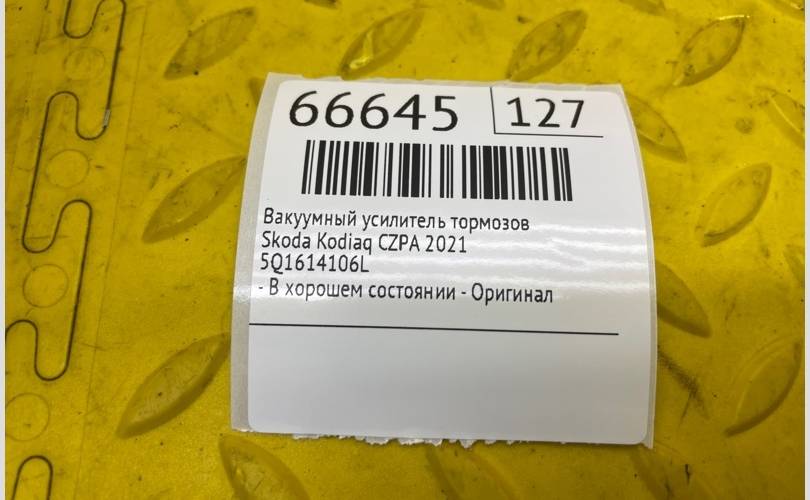 66645 127
Вакуумный усилитель тормозов
Skoda Kodiaq CZPA 2021
5Q1614106L
- В хорошем состоянии - Оригинал